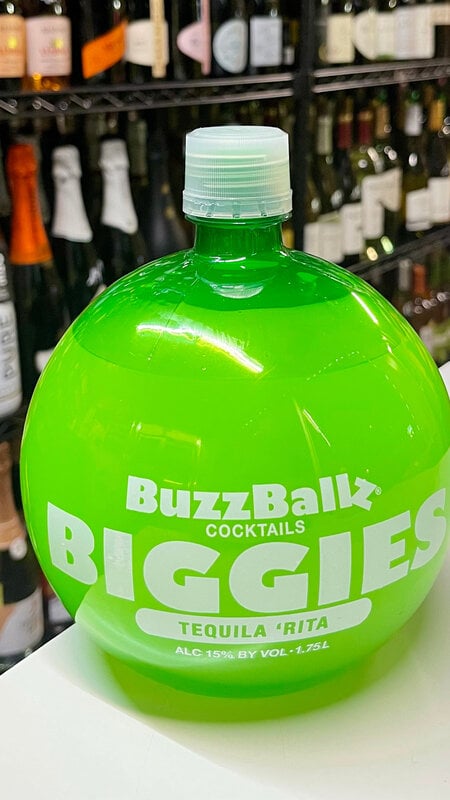 BuzzBallz®
COCKTAILS
BIGGIES
TEQUILA ‘RITA
ALC 15% BY VOL • 1.75L